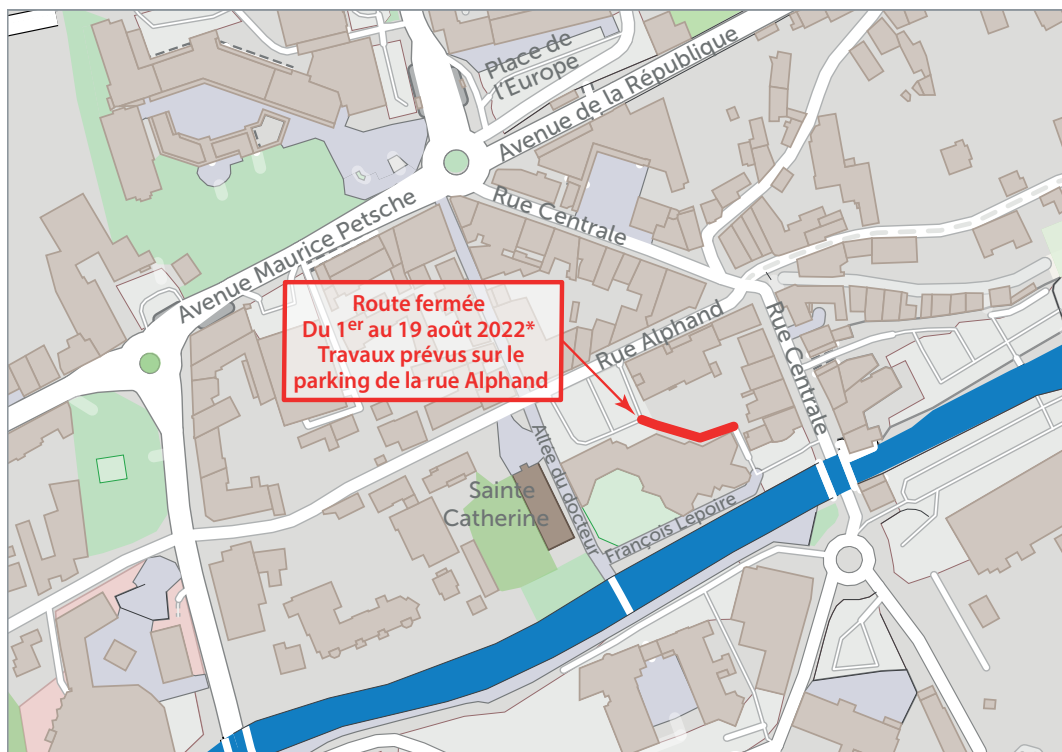 Place de
l'Europe
Avenue de la République
Avenue Maurice Petsche
Rue Centrale
Route fermée
Du 1er au 19 août 2022*
Travaux prévus sur le
parking de la rue Alphand
Rue Alphand
Rue Centrale
Allée du docteur
François Lepoire
Sainte
Catherine